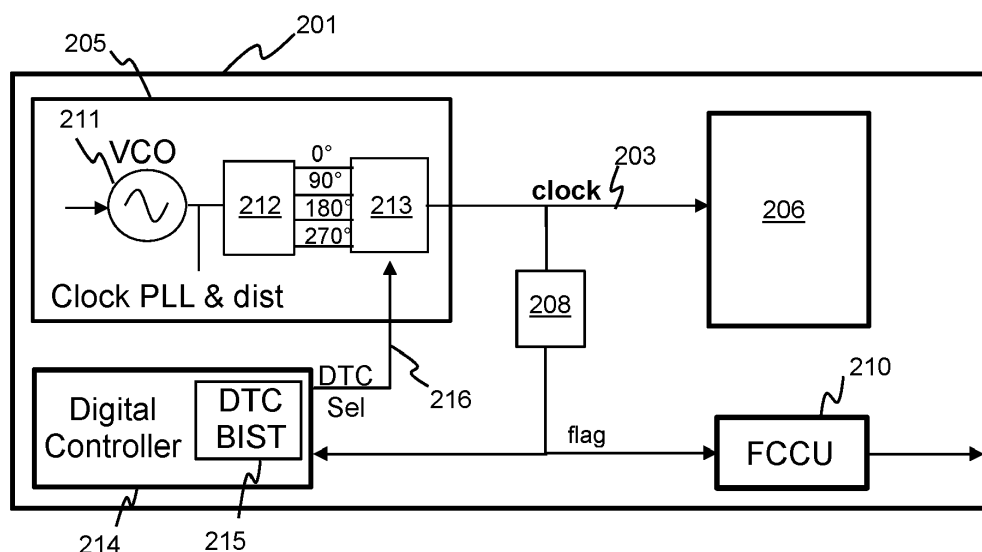 201
205
211
VCO
0°
90°
180°
270°
212
213
clock
203
206
Clock PLL & dist
208
DTC
Sel
216
210
Digital
Controller
DTC
BIST
flag
FCCU
214
215